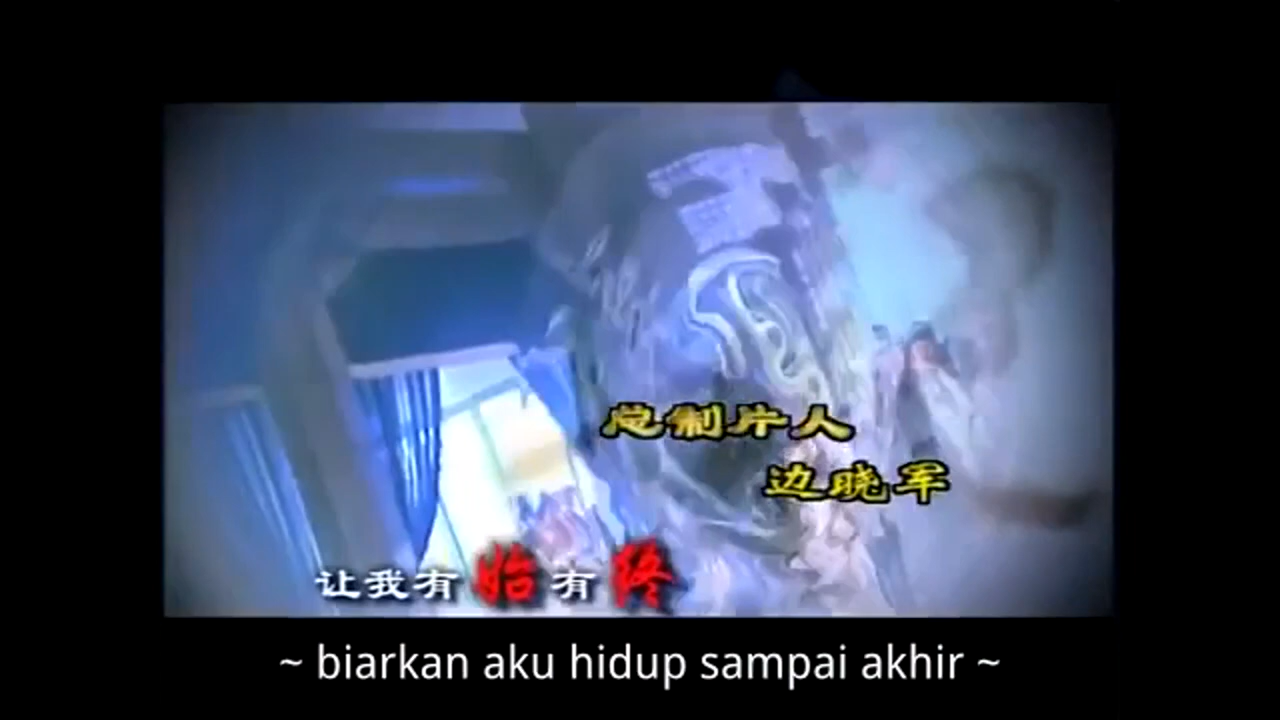 总制片人
边晓军
让我有始有终
~ biarkan aku hidup sampai akhir ~